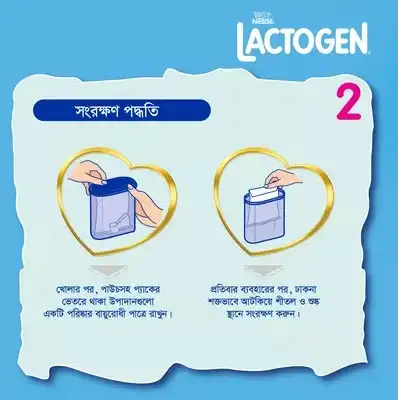 Nestlé
LACTOGEN
2
সংরক্ষণ পদ্ধতি
খোলার পর, পাউচসহ প্যাকের
ভেতরে থাকা উপাদানগুলো
একটি পরিষ্কার বায়ুরোধী পাত্রে রাখুন।
প্রতিবার ব্যবহারের পর, ঢাকনা
শক্তভাবে আটকিয়ে শীতল ও শুষ্ক
স্থানে সংরক্ষণ করুন।